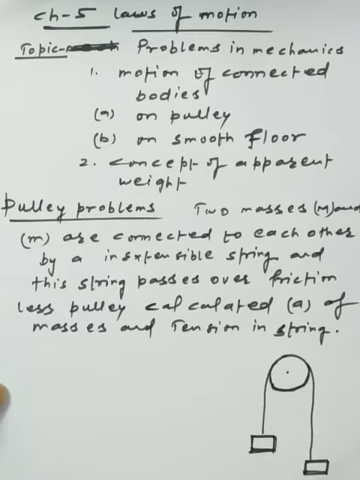 ch-5 laws of motion
Topic- Problems in mechanics
1. motion of connected
bodies
(a) on pulley
(b) on smooth floor
2. concept of apparent
weight
Pulley problems Two masses (M) and
(m) are connected to each other
by a inextensible string and
this string passes over friction
less pulley calculated (a) of
masses and Tension in string.